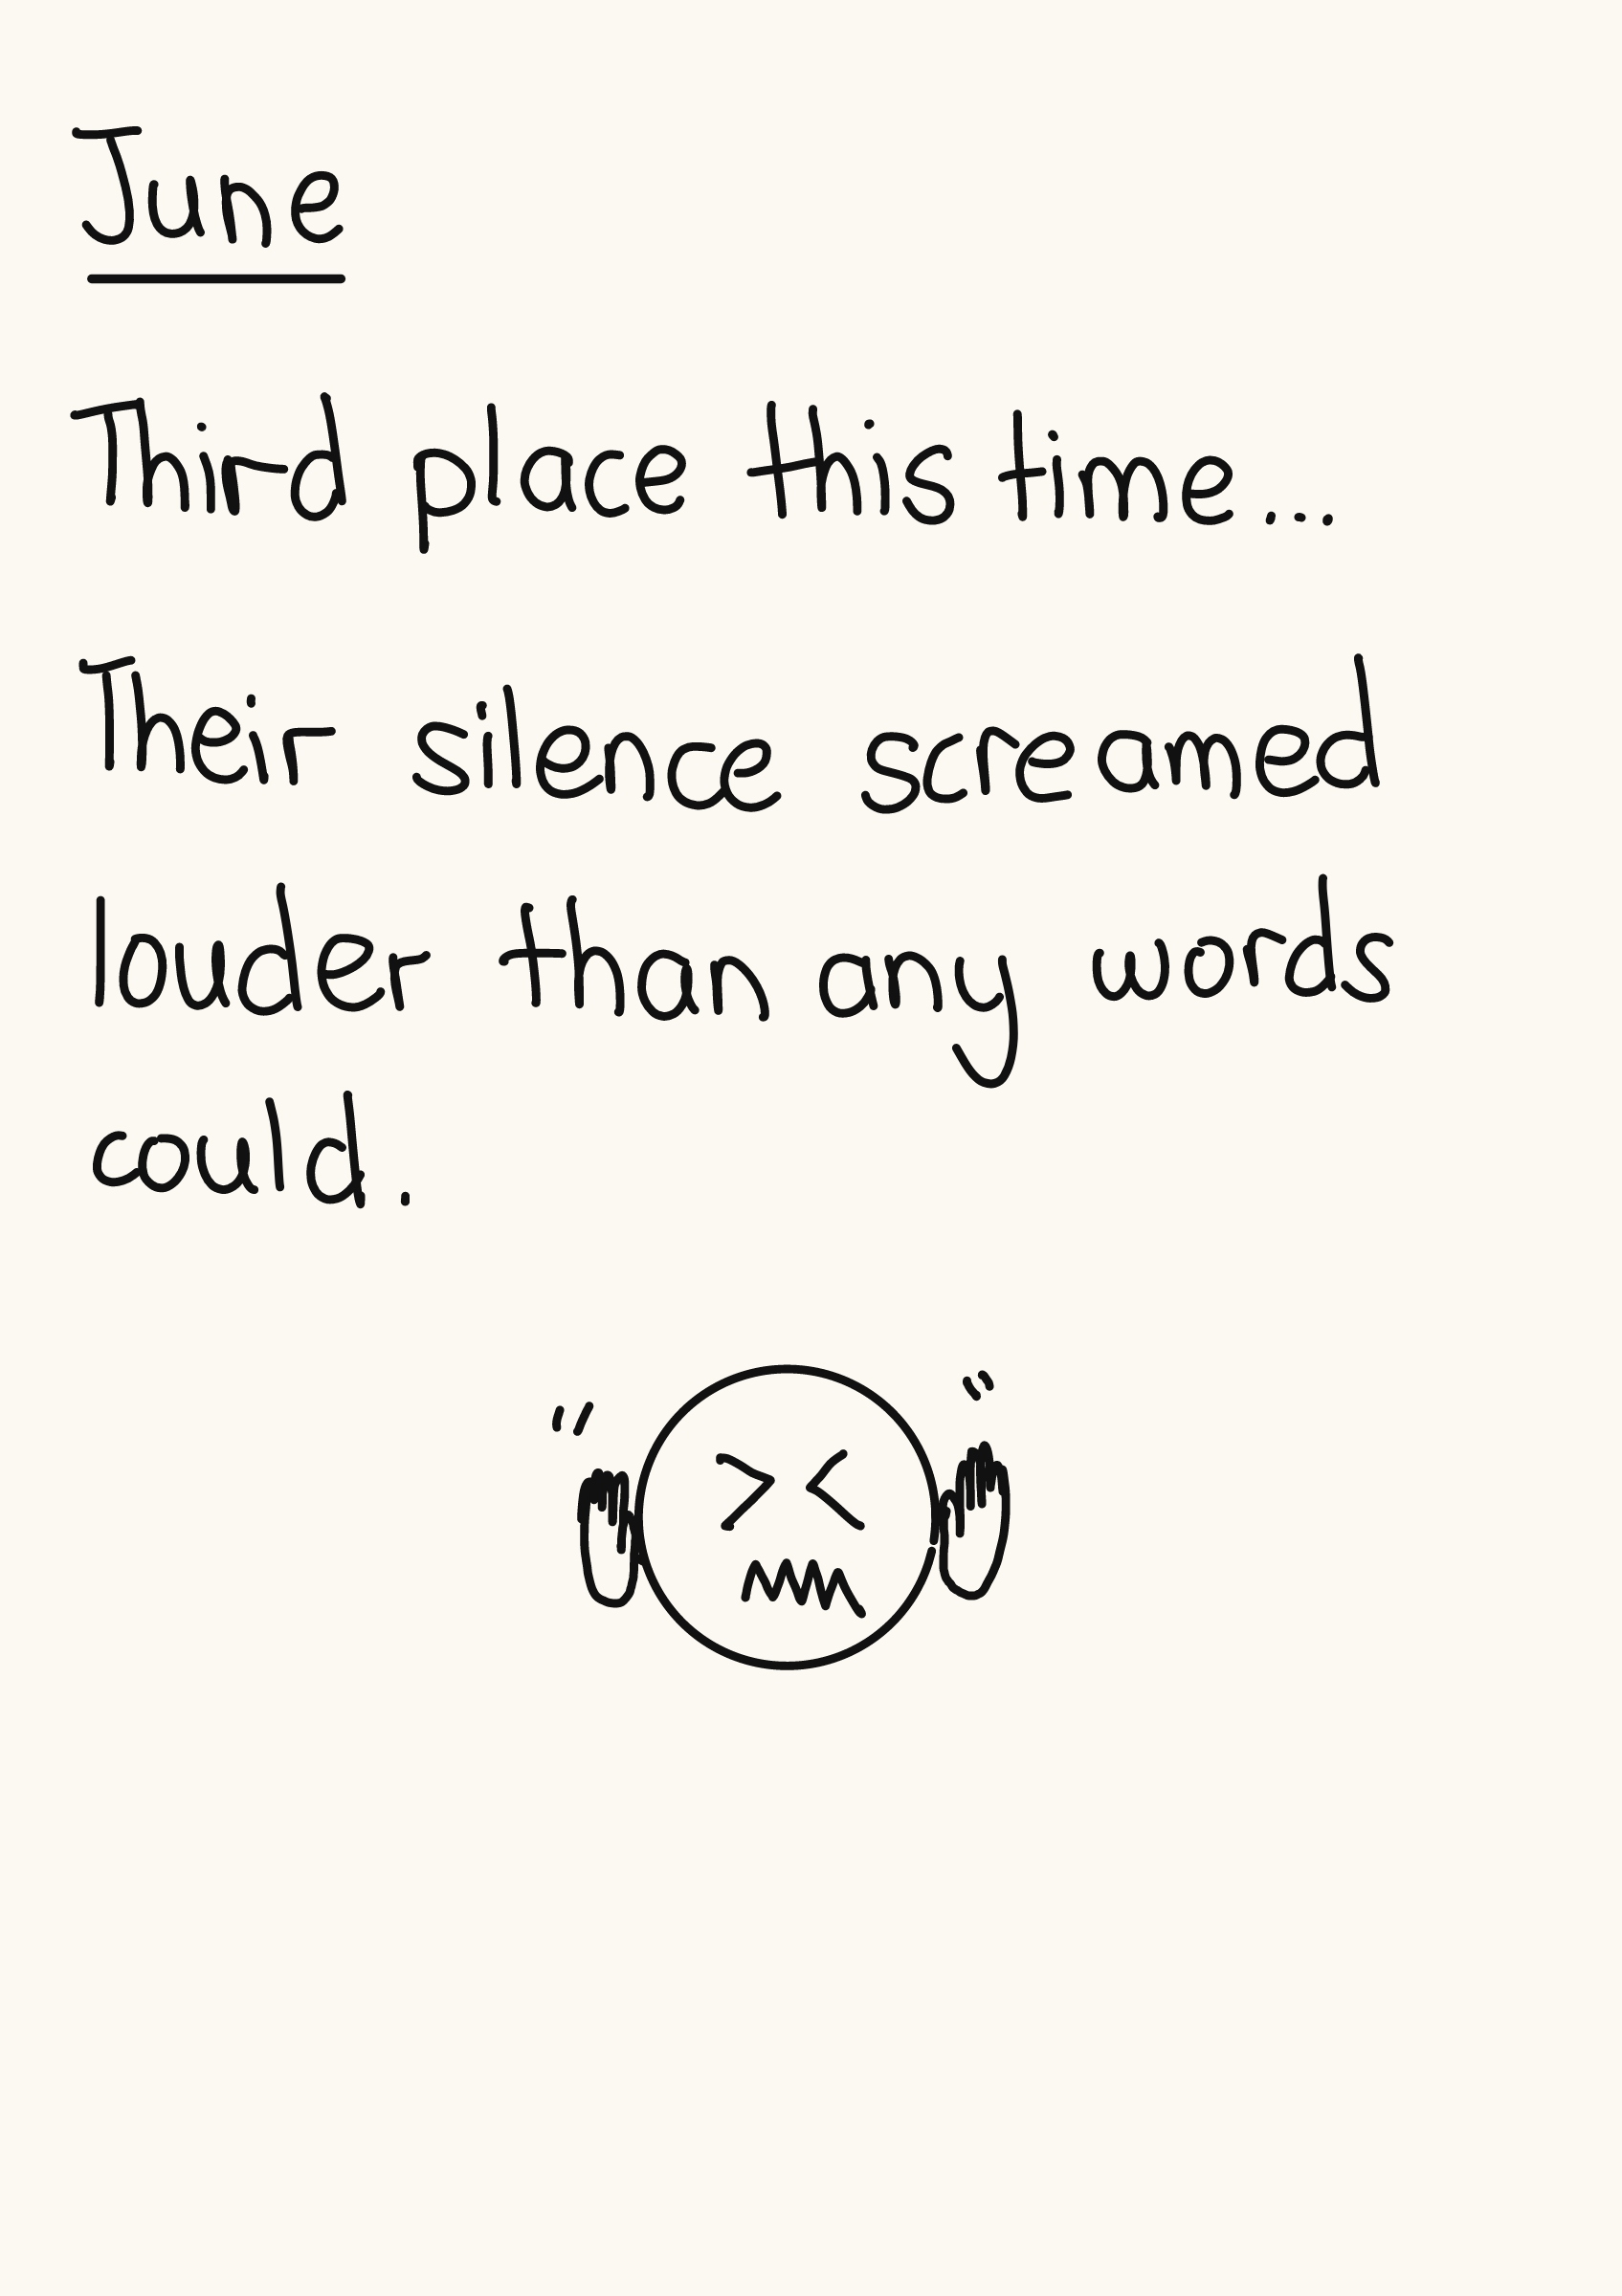 June
Third place this time...
Their silence screamed
louder than any words
could.